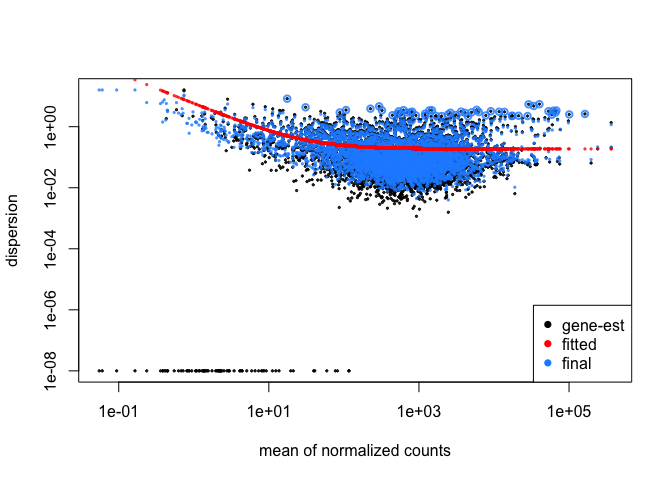 dispersion
1e+00
1e-02
1e-04
1e-06
1e-08
gene-est
fitted
final
1e-01
1e+01
1e+03
1e+05
mean of normalized counts